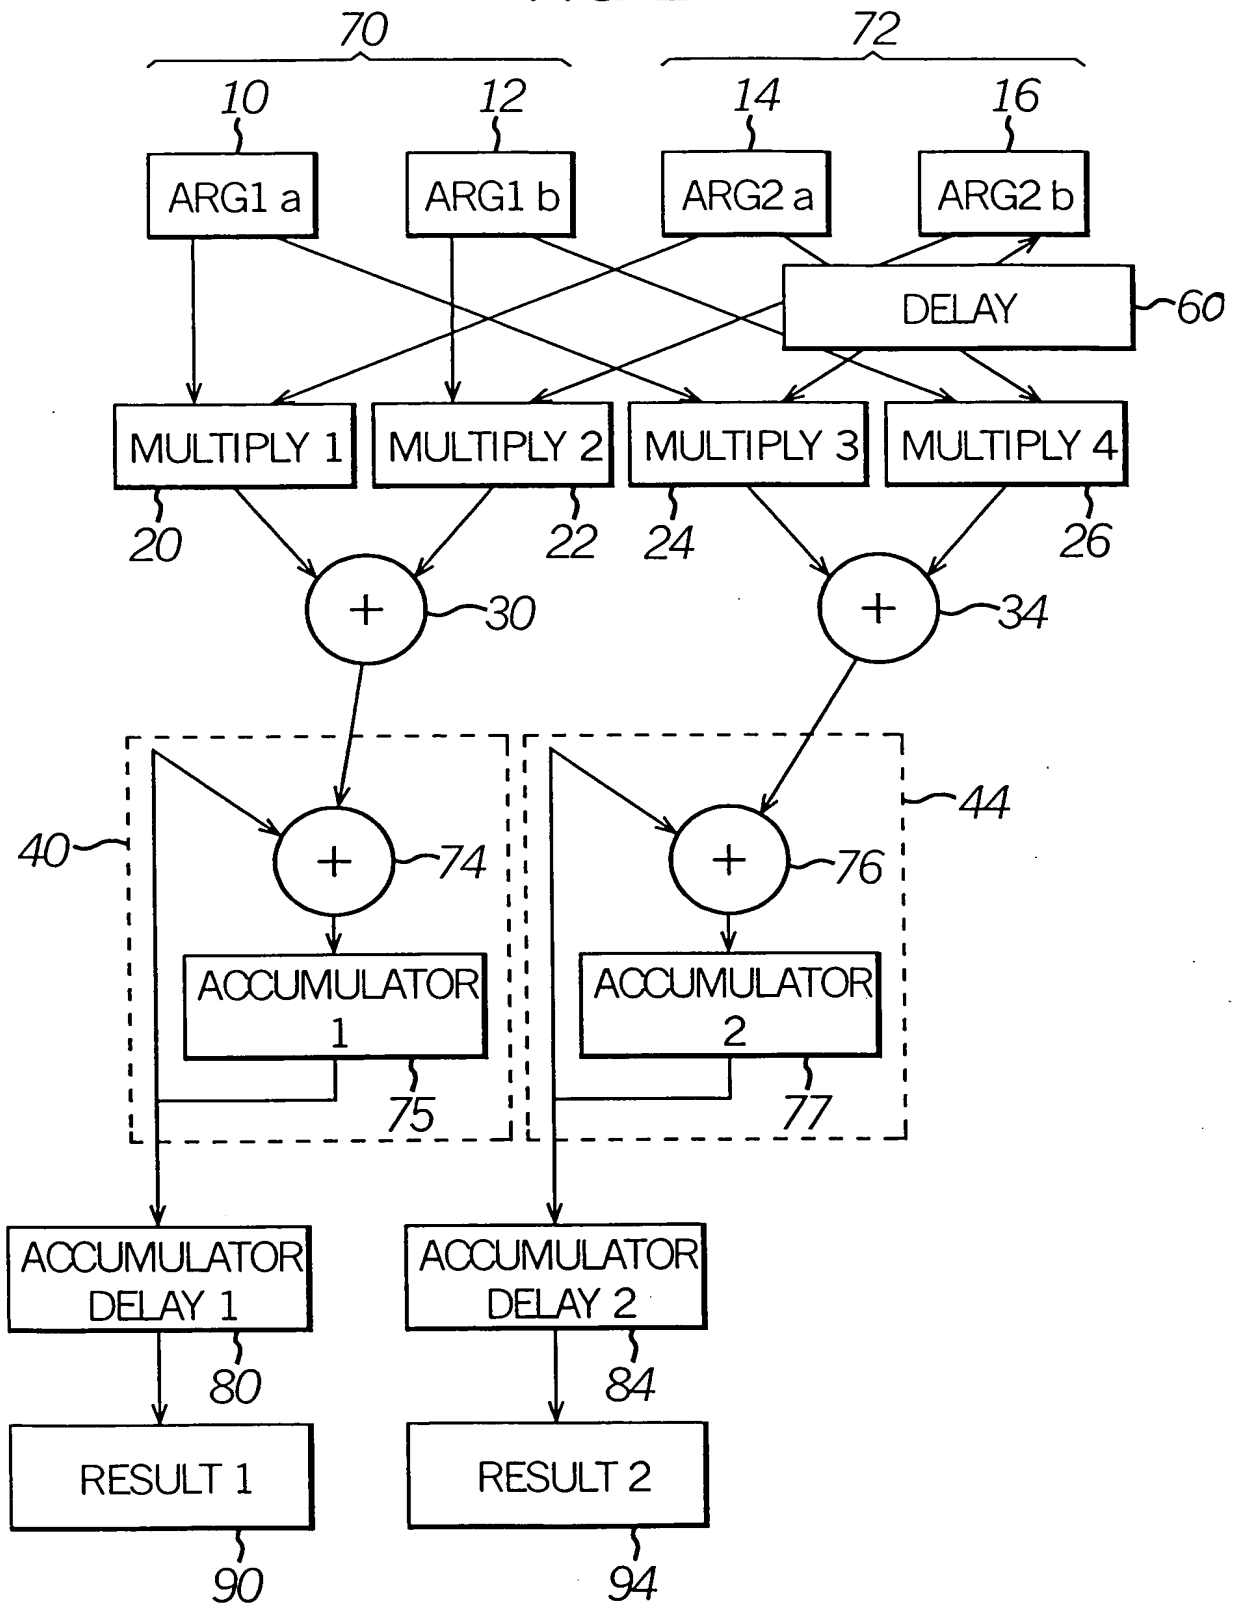 70 72
10 12 14 16
ARG1 a ARG1 b ARG2 a ARG2 b
DELAY 60
MULTIPLY 1 MULTIPLY 2 MULTIPLY 3 MULTIPLY 4
20 22 24 26
+ 30 + 34
40 + 74 + 76 44
ACCUMULATOR 1 ACCUMULATOR 2
75 77
ACCUMULATOR DELAY 1 ACCUMULATOR DELAY 2
80 84
RESULT 1 RESULT 2
90 94